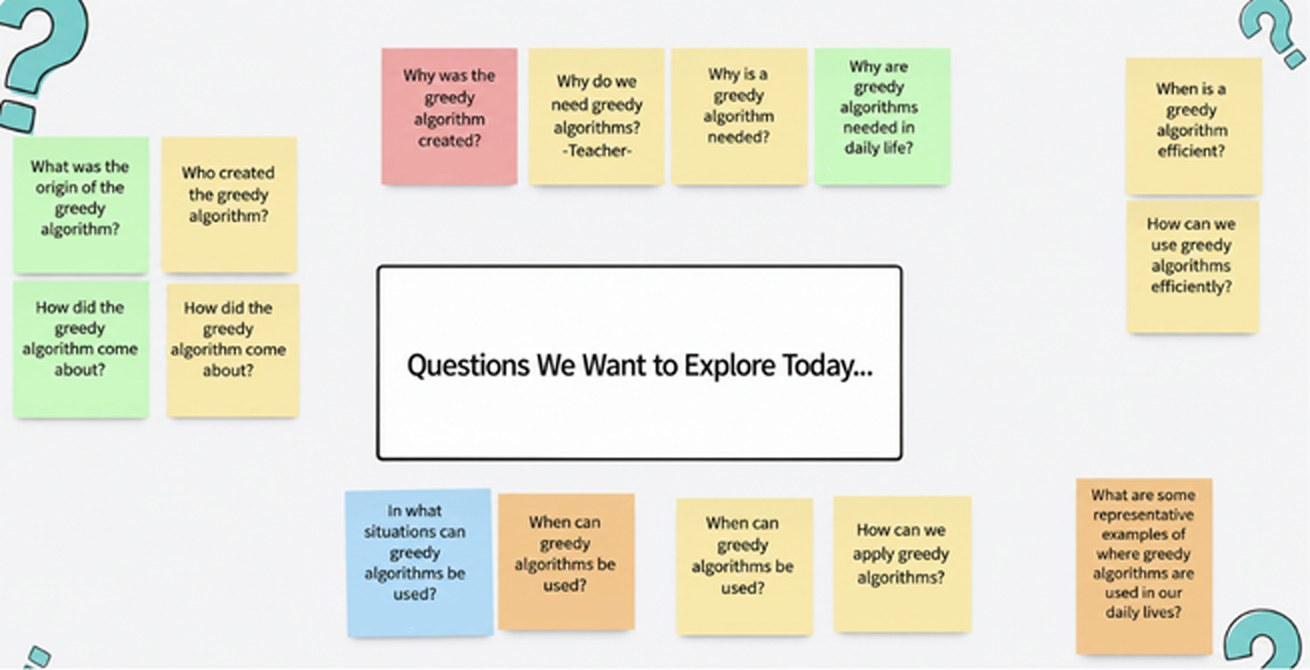 Why was the
greedy
algorithm
created?
Why do we
need greedy
algorithms?
-Teacher-
Why is a
greedy
algorithm
needed?
Why are
greedy
algorithms
needed in
daily life?
When is a
greedy
algorithm
efficient?
How can we
use greedy
algorithms
efficiently?
What was the
origin of the
greedy
algorithm?
Who created
the greedy
algorithm?
How did the
greedy
algorithm come
about?
How did the
greedy
algorithm come
about?
Questions We Want to Explore Today...
In what
situations can
greedy
algorithms be
used?
When can
greedy
algorithms be
used?
When can
greedy
algorithms be
used?
How can we
apply greedy
algorithms?
What are some
representative
examples of
where greedy
algorithms are
used in our
daily lives?